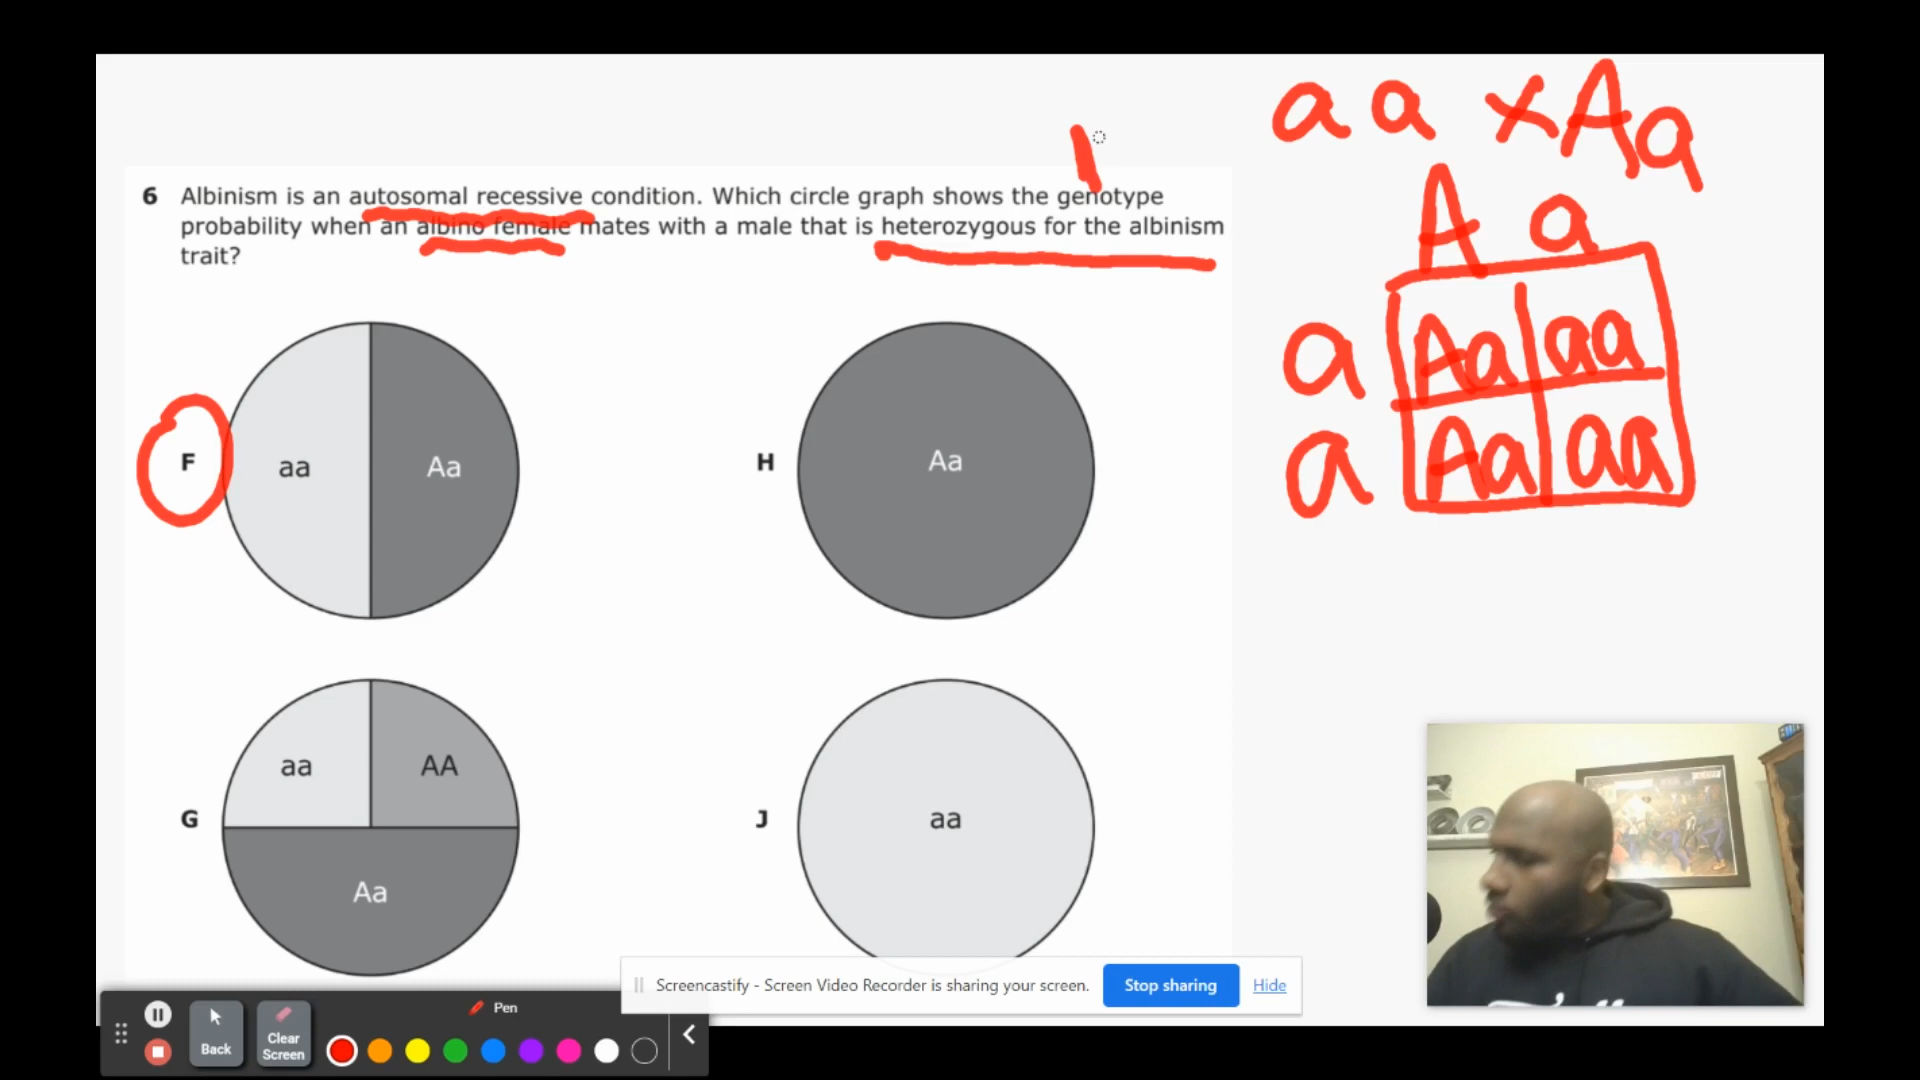 aa xAa
6 Albinism is an autosomal recessive condition. Which circle graph shows the genotype
probability when an albino female mates with a male that is heterozygous for the albinism
trait?
A a
a Aa aa
a Aa aa
F aa Aa
H Aa
G aa AA
Aa
J aa
Screencastify - Screen Video Recorder is sharing your screen. Stop sharing Hide
Pen
Back
Clear
Screen